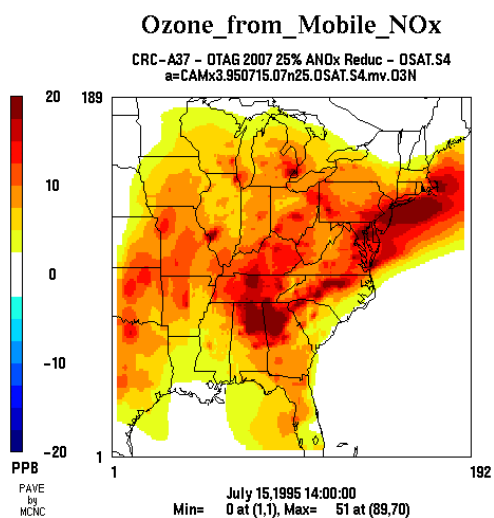 Ozone_from_Mobile_NOx
CRC-A37 - OTAG 2007 25% ANOx Reduc - OSAT.S4
a=CAMx3.950715.07n25.OSAT.S4.mv.O3N
20
10
0
-10
-20
PPB
PAVE
by
MCNC
189
1
1
192
July 15,1995 14:00:00
Min= 0 at (1,1), Max= 51 at (89,70)